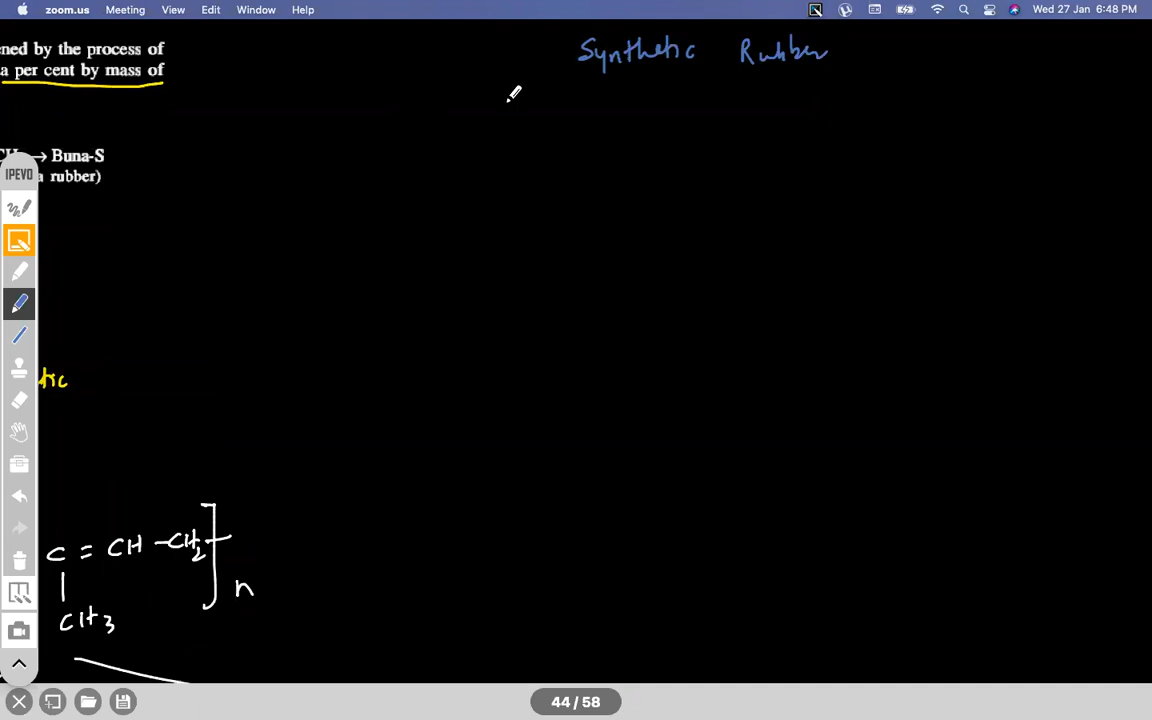 zoom.us Meeting View Edit Window Help Wed 27 Jan 6:48 PM
ned by the process of
a per cent by mass of
Synthetic Rubber
→ Buna-S
rubber)
IPEVO
tic
C = CH - CH2 ] n
|
CH3
44 / 58